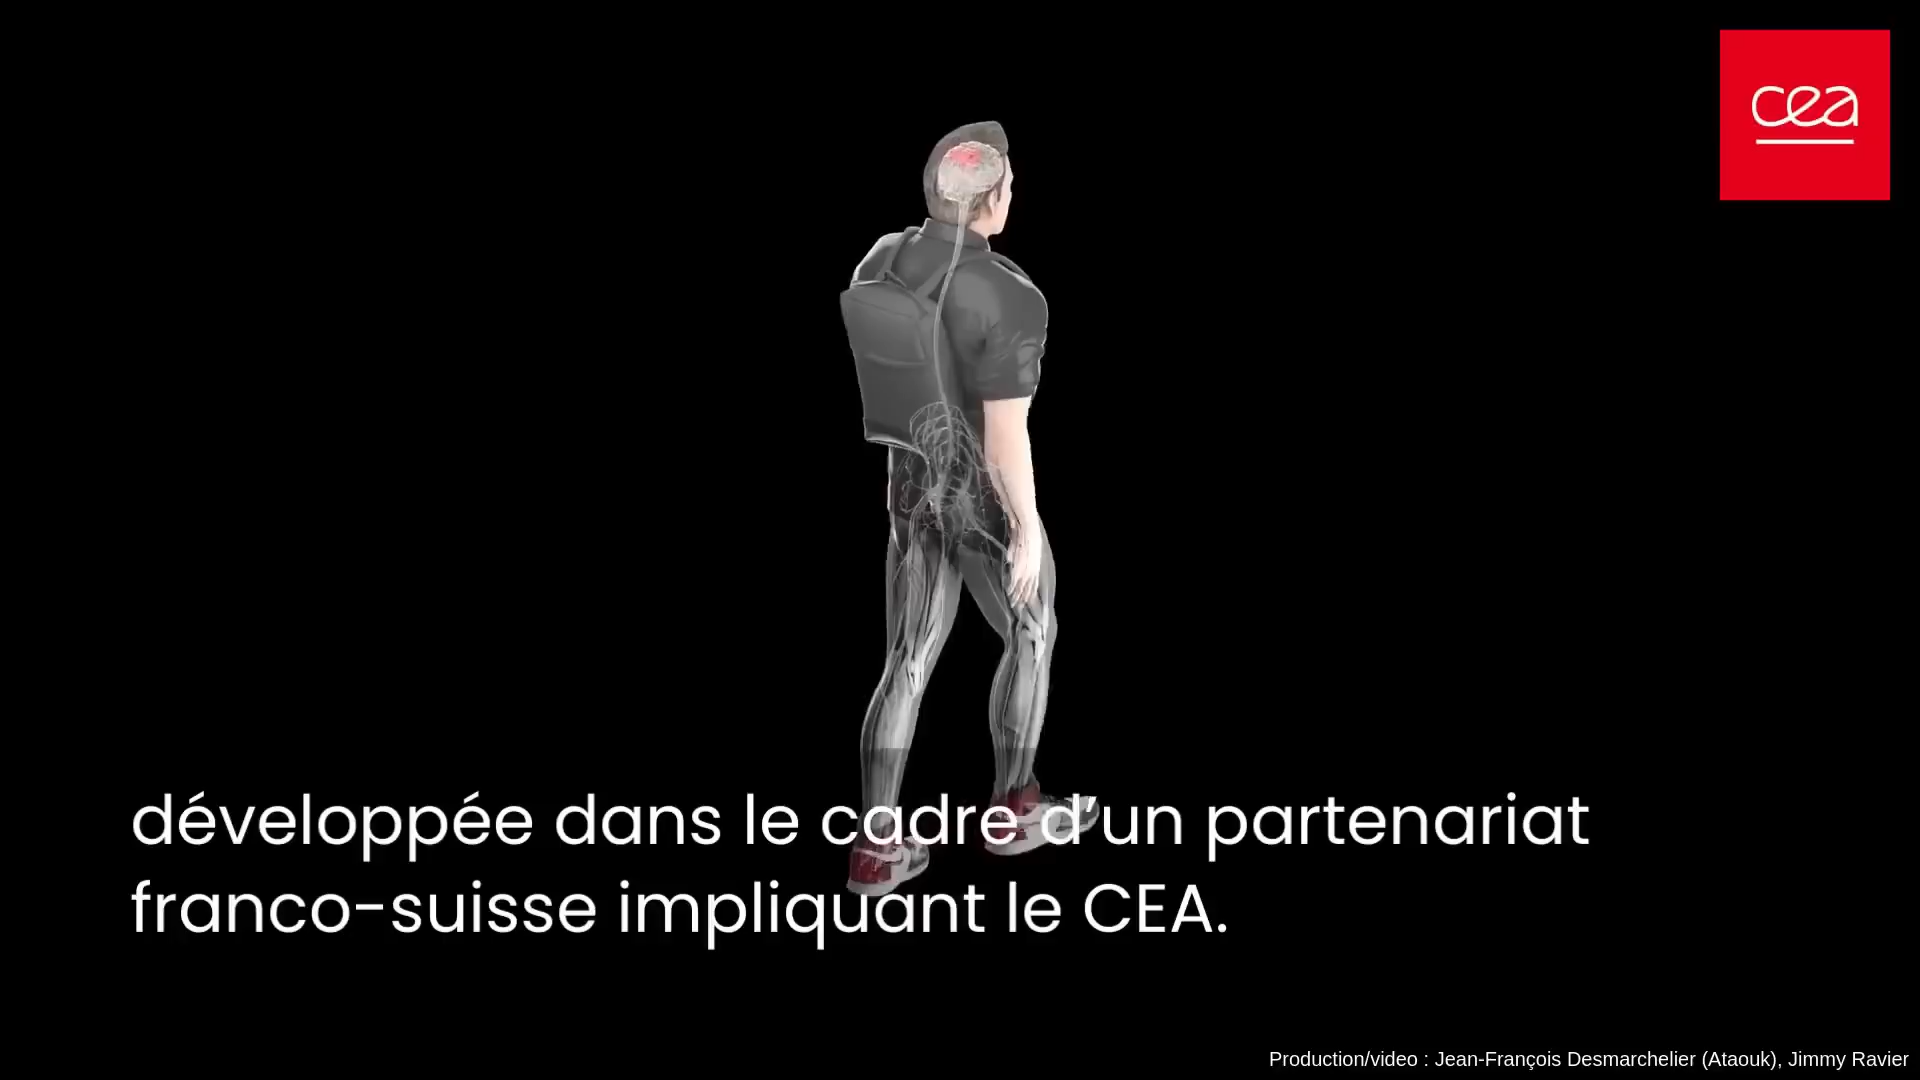 cea
développée dans le cadre d’un partenariat
franco-suisse impliquant le CEA.
Production/video : Jean-François Desmarchelier (Ataouk), Jimmy Ravier